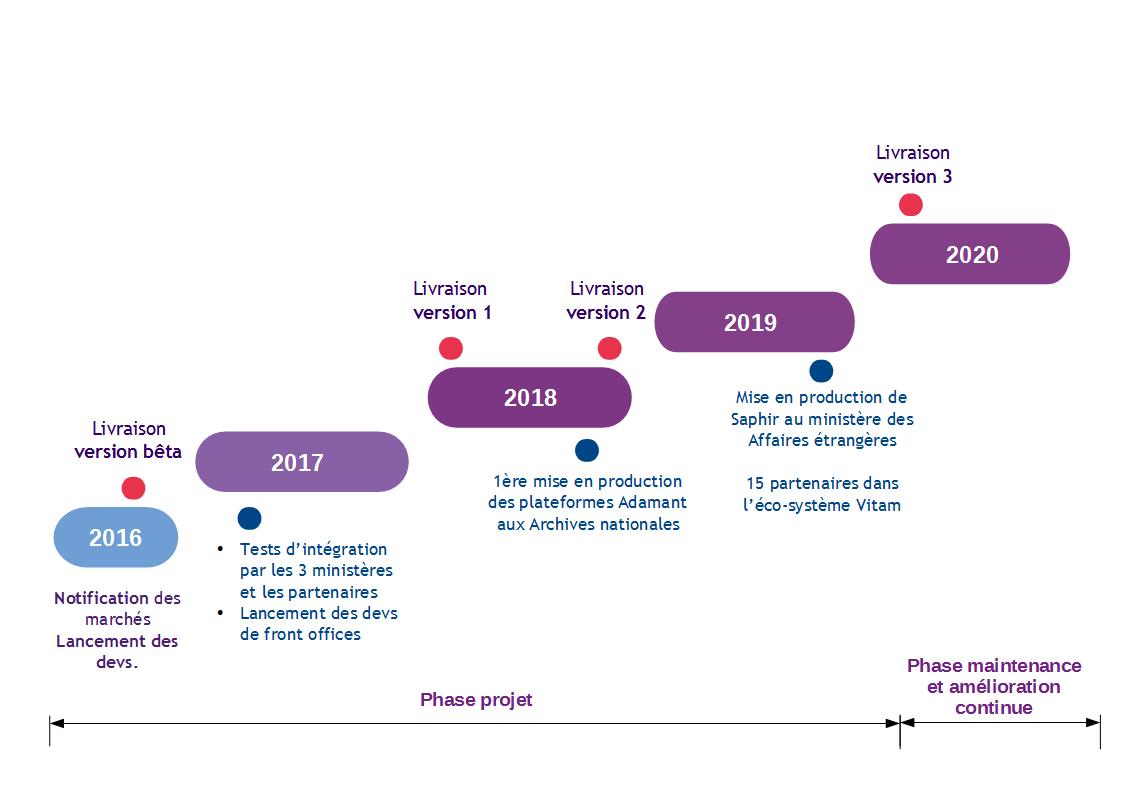 Livraison
version bêta
2016
Notification des
marchés
Lancement des
devs.
2017
• Tests d’intégration
par les 3 ministères
et les partenaires
• Lancement des devs
de front offices
Livraison
version 1
Livraison
version 2
2018
1ère mise en production
des plateformes Adamant
aux Archives nationales
2019
Mise en production de
Saphir au ministère des
Affaires étrangères
15 partenaires dans
l’éco-système Vitam
Livraison
version 3
2020
Phase projet
Phase maintenance
et amélioration
continue